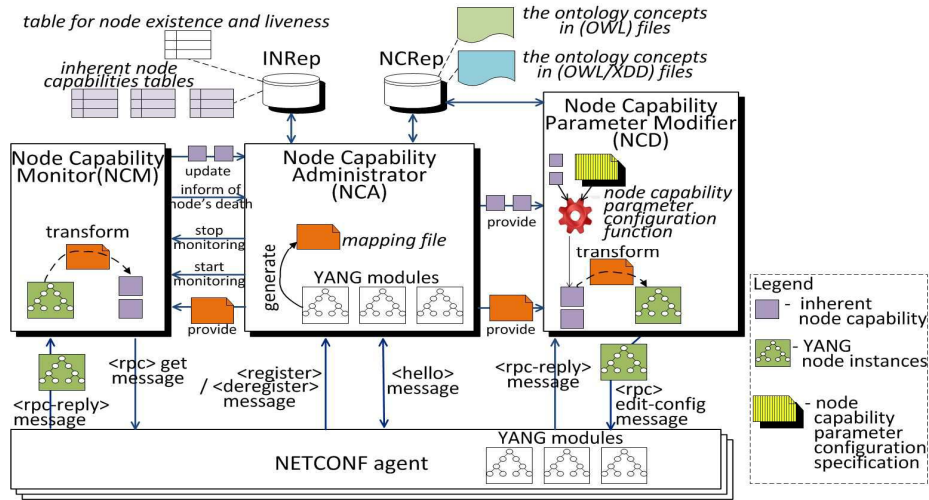 table for node existence and liveness
inherent node
capabilities tables
INRep
NCRep
the ontology concepts
in (OWL) files
the ontology concepts
in (OWL/XDD) files
Node Capability
Monitor(NCM)
transform
update
inform of
node's death
stop
monitoring
start
monitoring
provide
Node Capability
Administrator
(NCA)
mapping file
generate
YANG modules
provide
provide
Node Capability
Parameter Modifier
(NCD)
node capability
parameter
configuration
function
transform
Legend
- inherent
node capability
- YANG
node instances
- node
capability
parameter
configuration
specification
<rpc-reply>
message
<rpc> get
message
<register>
/ <deregister>
message
<hello>
message
<rpc-reply>
message
<rpc>
edit-config
message
NETCONF agent
YANG modules